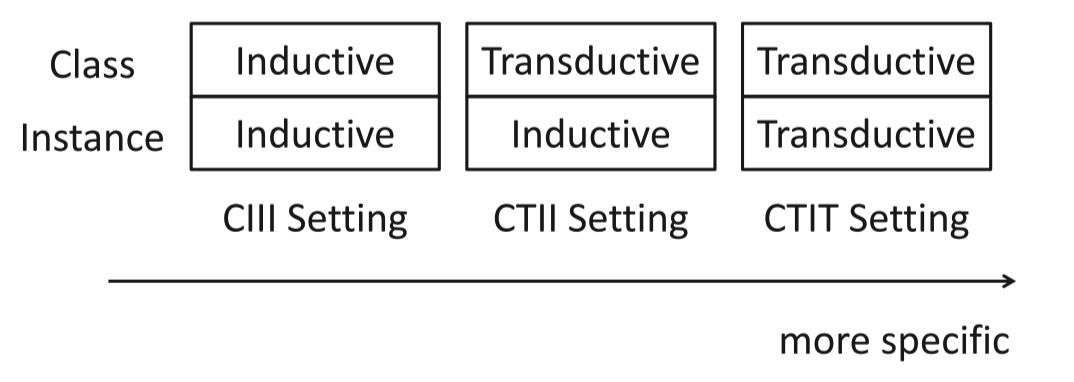 Class Inductive Transductive Transductive
Instance Inductive Inductive Transductive
CIII Setting CTII Setting CTIT Setting
more specific